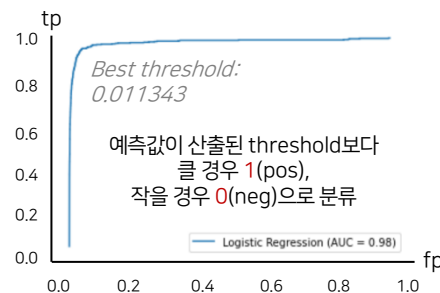 tp
1.0
0.8
0.6
0.4
0.2
0.0
Best threshold:
0.011343
예측값이 산출된 threshold보다
클 경우 1(pos),
작을 경우 0(neg)으로 분류
Logistic Regression (AUC = 0.98)
fp
0.0 0.2 0.4 0.6 0.8 1.0